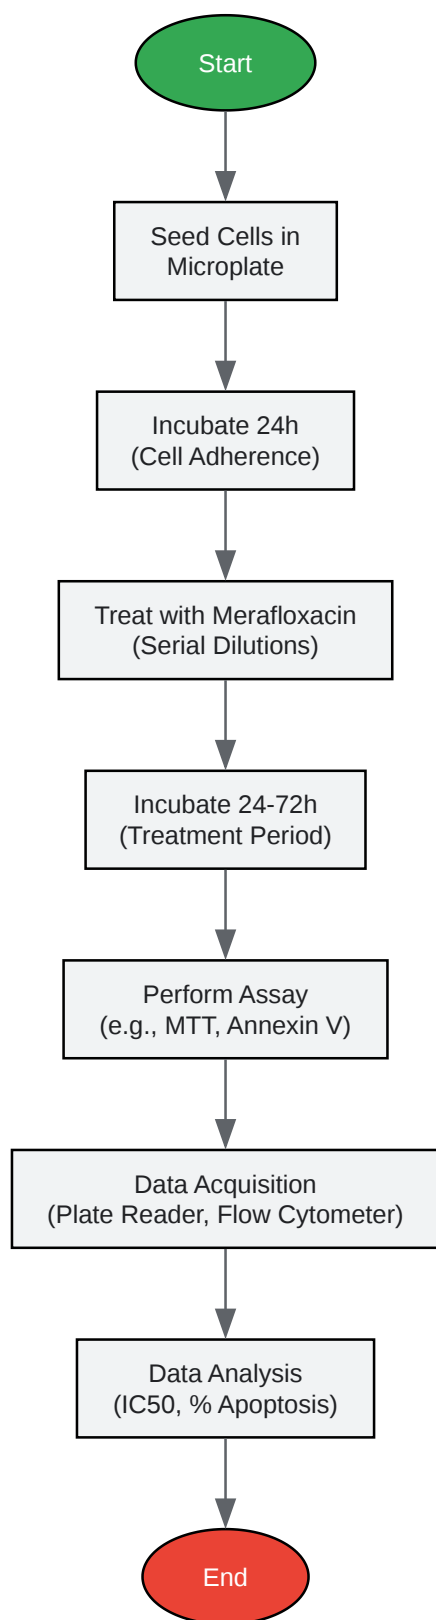 Start
Seed Cells in
Microplate
Incubate 24h
(Cell Adherence)
Treat with Merafloxacin
(Serial Dilutions)
Incubate 24-72h
(Treatment Period)
Perform Assay
(e.g., MTT, Annexin V)
Data Acquisition
(Plate Reader, Flow Cytometer)
Data Analysis
(IC50, % Apoptosis)
End